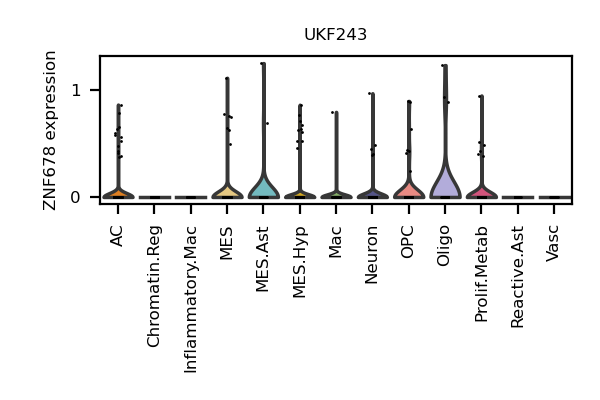 UKF243
ZNF678 expression
1
0
AC
Chromatin.Reg
Inflammatory.Mac
MES
MES.Ast
MES.Hyp
Mac
Neuron
OPC
Oligo
Prolif.Metab
Reactive.Ast
Vasc